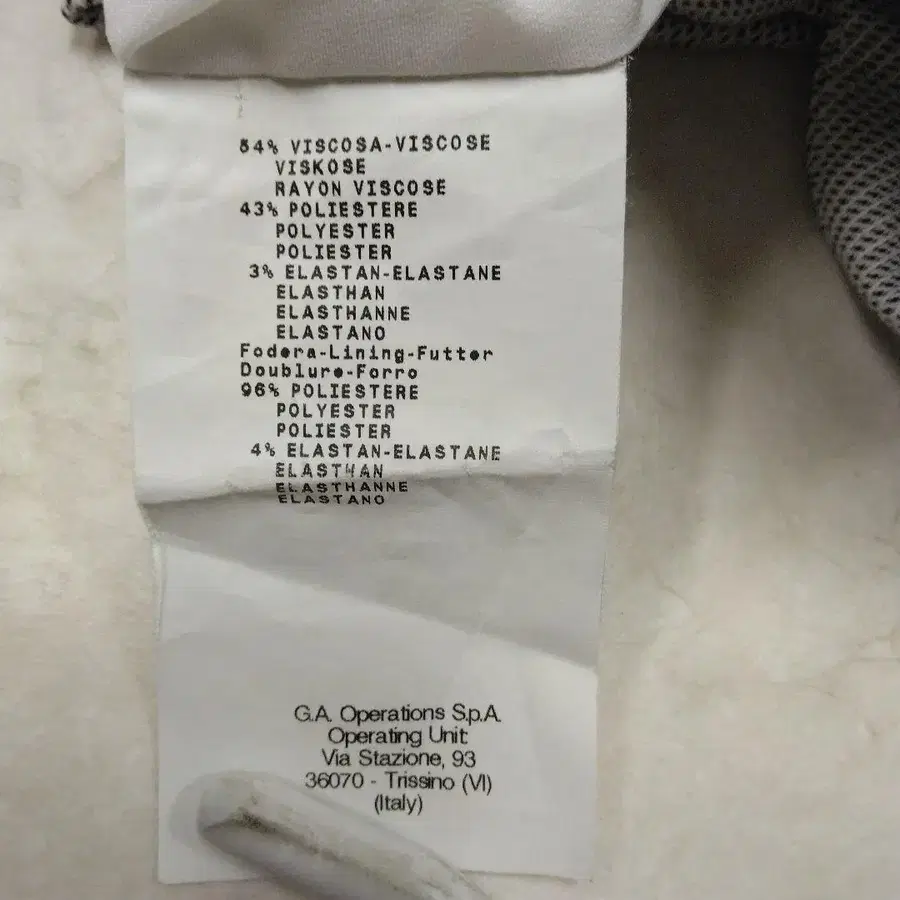 54% VISCOSA-VISCOSE
VISKOSE
RAYON VISCOSE
43% POLIESTERE
POLYESTER
POLIESTER
3% ELASTAN-ELASTANE
ELASTHAN
ELASTHANNE
ELASTANO
Fodera-Lining-Futter
Doublure-Forro
96% POLIESTERE
POLYESTER
POLIESTER
4% ELASTAN-ELASTANE
ELASTHAN
ELASTHANNE
ELASTANO
G.A. Operations S.p.A.
Operating Unit
Via Stazione, 93
36070 - Trissino (VI)
(Italy)